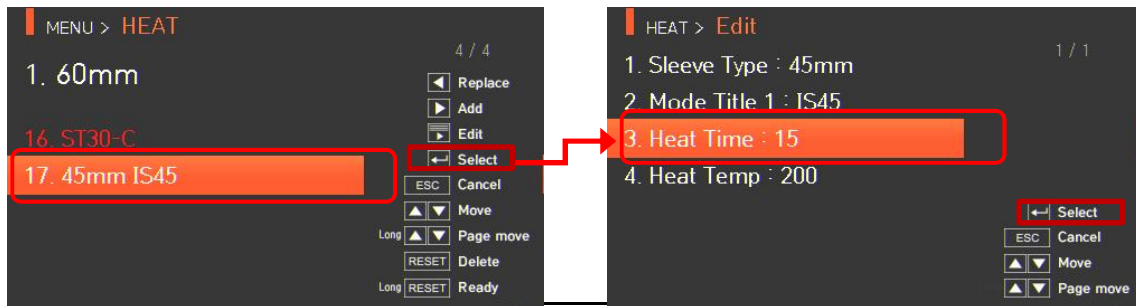 MENU > HEAT
4 / 4
1. 60mm
Replace
Add
16. ST30-C
Edit
Select
17. 45mm IS45
ESC Cancel
Move
Long Page move
RESET Delete
Long RESET Ready
HEAT > Edit
1 / 1
1. Sleeve Type : 45mm
2. Mode Title 1 : IS45
3. Heat Time : 15
4. Heat Temp : 200
Select
ESC Cancel
Move
Page move